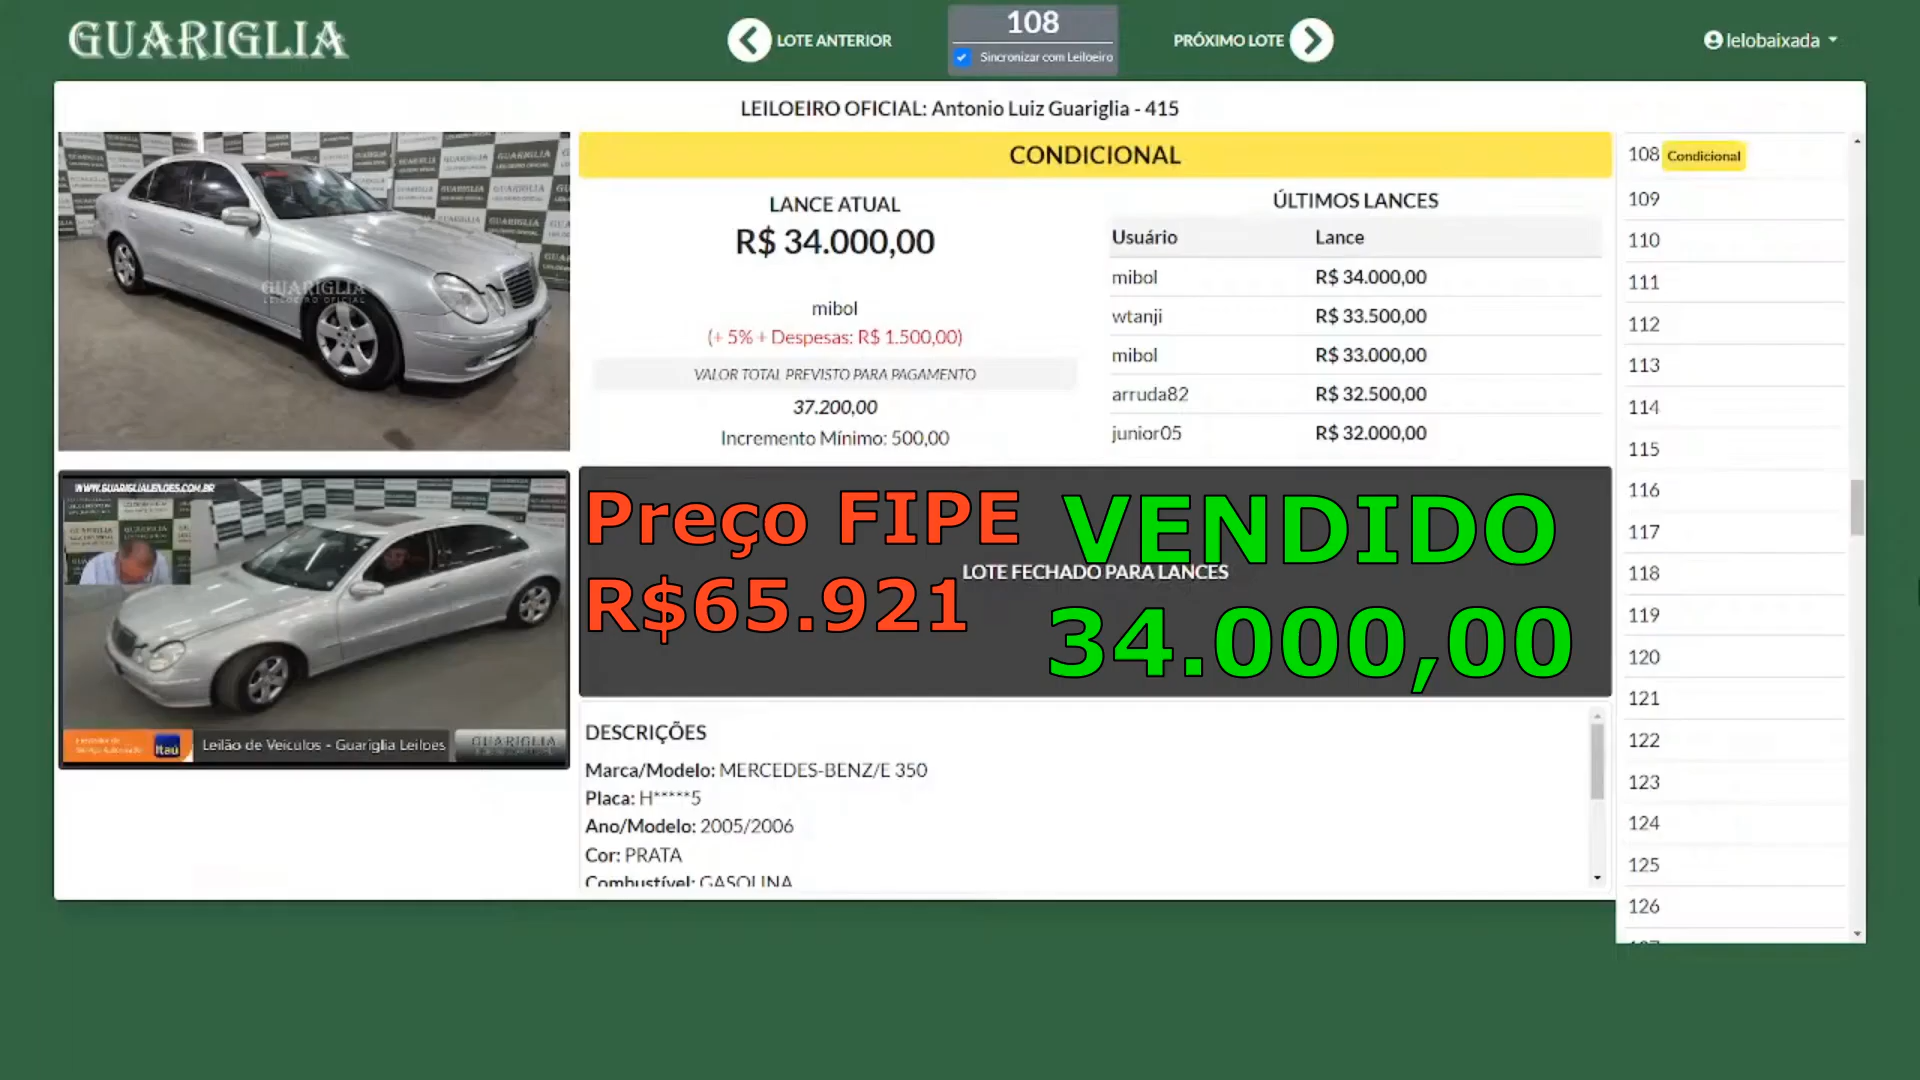 GUARIGLIA
LOTE ANTERIOR
108
Sincronizar com Leiloeiro
PRÓXIMO LOTE
lelobaixada
LEILOEIRO OFICIAL: Antonio Luiz Guariglia - 415
GUARIGLIA
LEILOEIRO OFICIAL
CONDICIONAL
LANCE ATUAL
R$ 34.000,00
mibol
(+ 5% + Despesas: R$ 1.500,00)
VALOR TOTAL PREVISTO PARA PAGAMENTO
37.200,00
Incremento Mínimo: 500,00
ÚLTIMOS LANCES
Usuário Lance
mibol R$ 34.000,00
wtanji R$ 33.500,00
mibol R$ 33.000,00
arruda82 R$ 32.500,00
junior05 R$ 32.000,00
WWW.GUARIGLIALEILOES.COM.BR
Itaú
Leilão de Veículos - Guariglia Leiloes
GUARIGLIA
Preço FIPE
R$65.921
VENDIDO
34.000,00
LOTE FECHADO PARA LANCES
DESCRIÇÕES
Marca/Modelo: MERCEDES-BENZ/E 350
Placa: H*****5
Ano/Modelo: 2005/2006
Cor: PRATA
Combustível: GASOLINA
108 Condicional
109
110
111
112
113
114
115
116
117
118
119
120
121
122
123
124
125
126